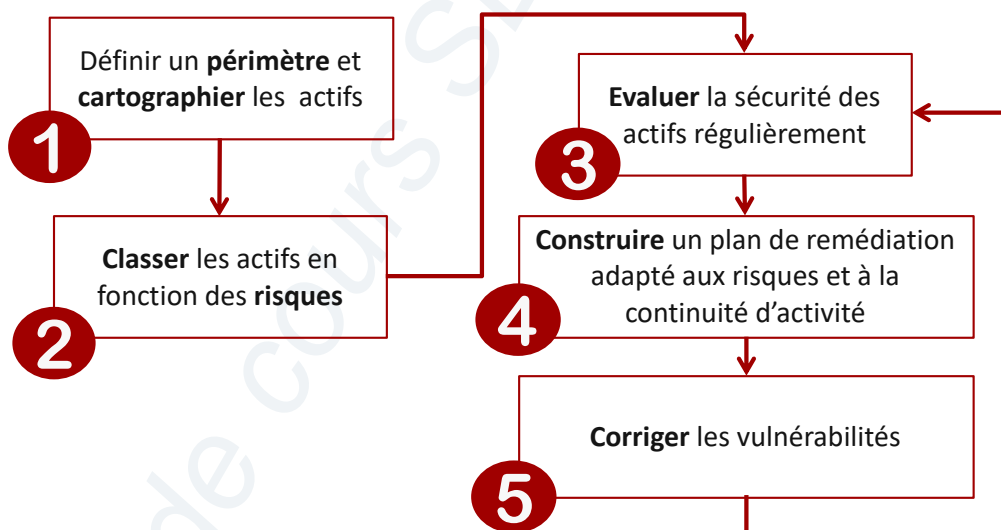 Définir un périmètre et
cartographier les actifs
1
Classer les actifs en
fonction des risques
2
Evaluer la sécurité des
actifs régulièrement
3
Construire un plan de remédiation
adapté aux risques et à la
continuité d'activité
4
Corriger les vulnérabilités
5
de cours